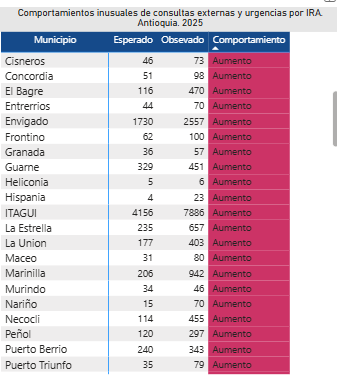 Comportamientos inusuales de consultas externas y urgencias por IRA.
Antioquia. 2025
Municipio Esperado Obsevado Comportamiento
Cisneros 46 73 Aumento
Concordia 51 98 Aumento
El Bagre 116 470 Aumento
Entrerrios 44 70 Aumento
Envigado 1730 2557 Aumento
Frontino 62 100 Aumento
Granada 36 57 Aumento
Guarne 329 451 Aumento
Heliconia 5 6 Aumento
Hispania 4 23 Aumento
ITAGUI 4156 7886 Aumento
La Estrella 235 657 Aumento
La Union 177 403 Aumento
Maceo 31 80 Aumento
Marinilla 206 942 Aumento
Murindo 34 46 Aumento
Nariño 15 70 Aumento
Necocli 114 455 Aumento
Peñol 120 297 Aumento
Puerto Berrio 240 343 Aumento
Puerto Triunfo 35 79 Aumento